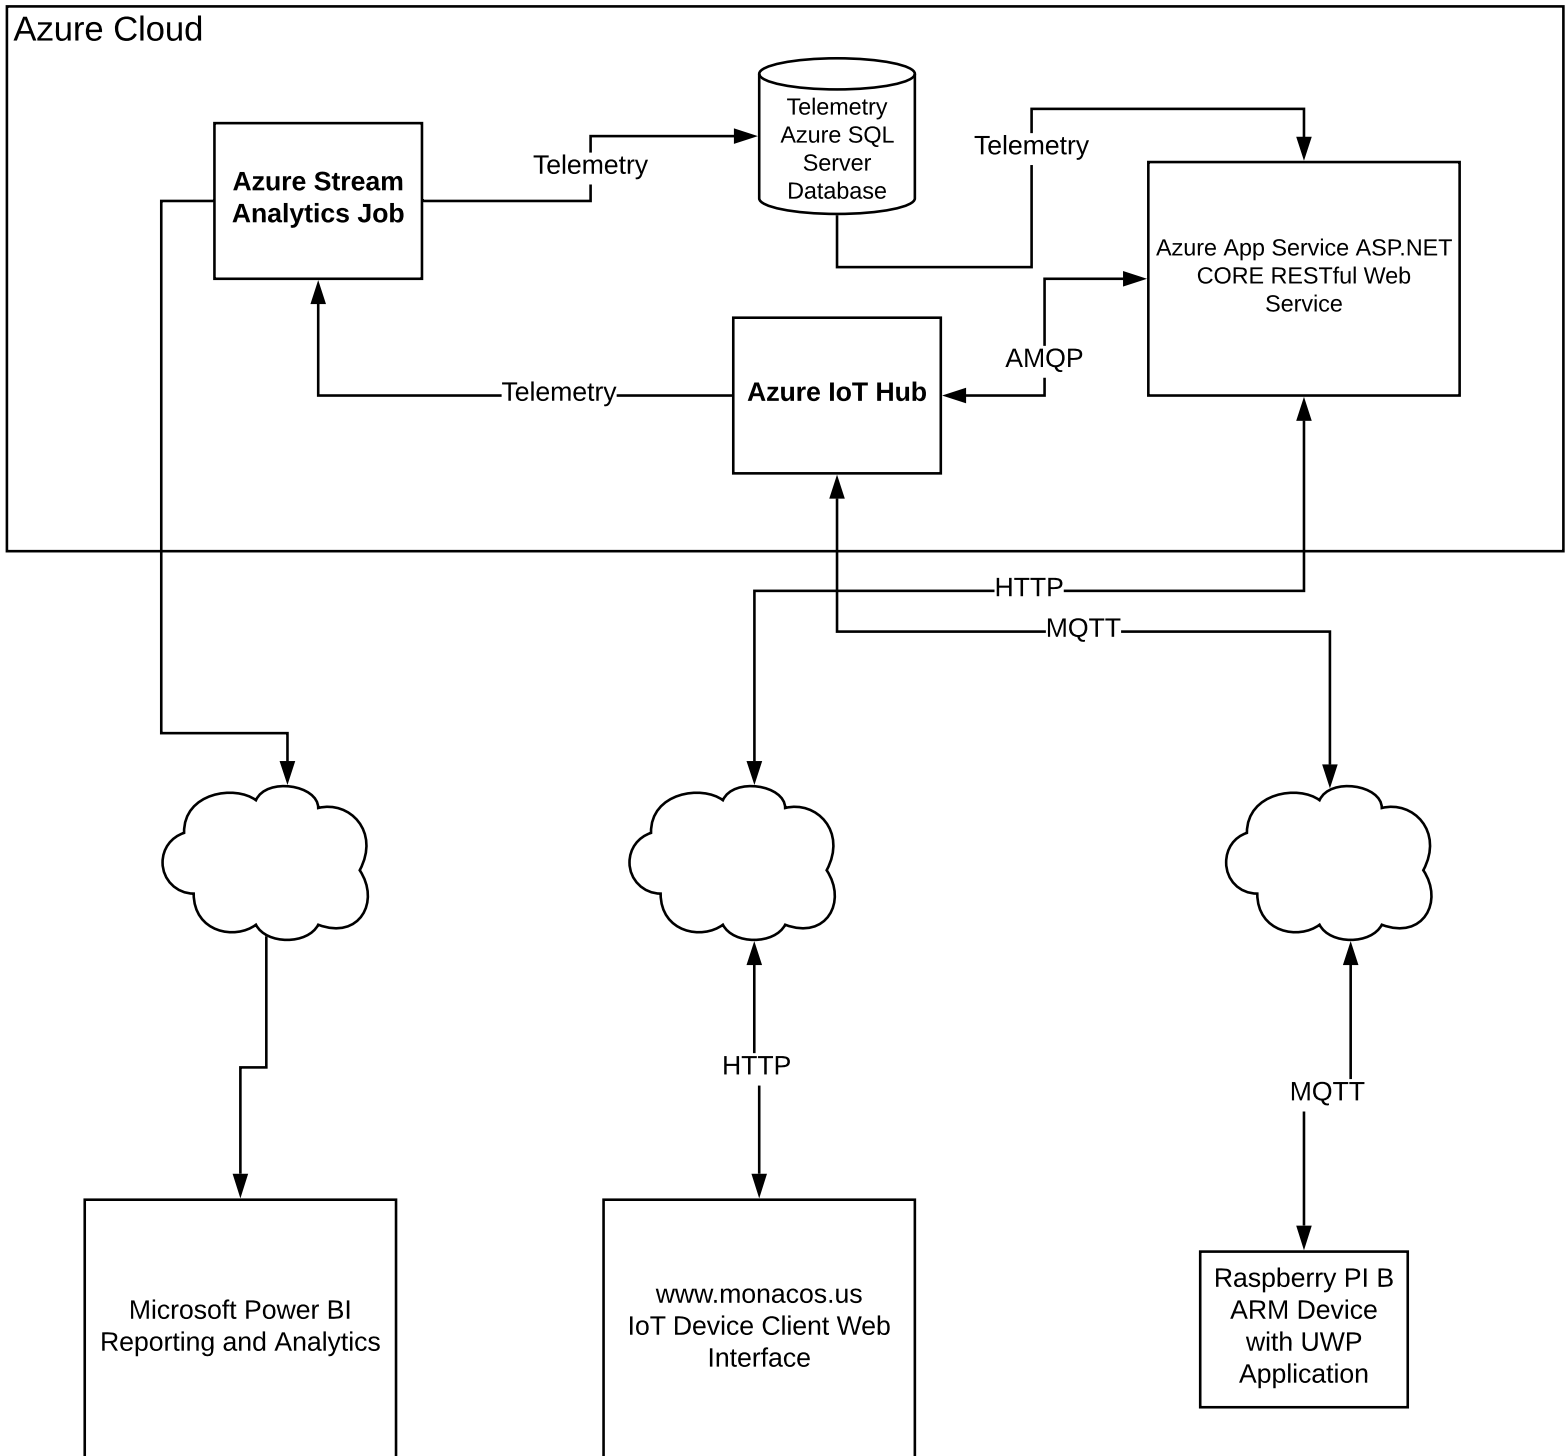 Azure Cloud
Telemetry
Azure SQL
Server
Database
Telemetry
Telemetry
Azure Stream
Analytics Job
Azure App Service ASP.NET
CORE RESTful Web
Service
AMQP
Telemetry
Azure IoT Hub
HTTP
MQTT
HTTP
MQTT
Microsoft Power BI
Reporting and Analytics
www.monacos.us
IoT Device Client Web
Interface
Raspberry PI B
ARM Device
with UWP
Application